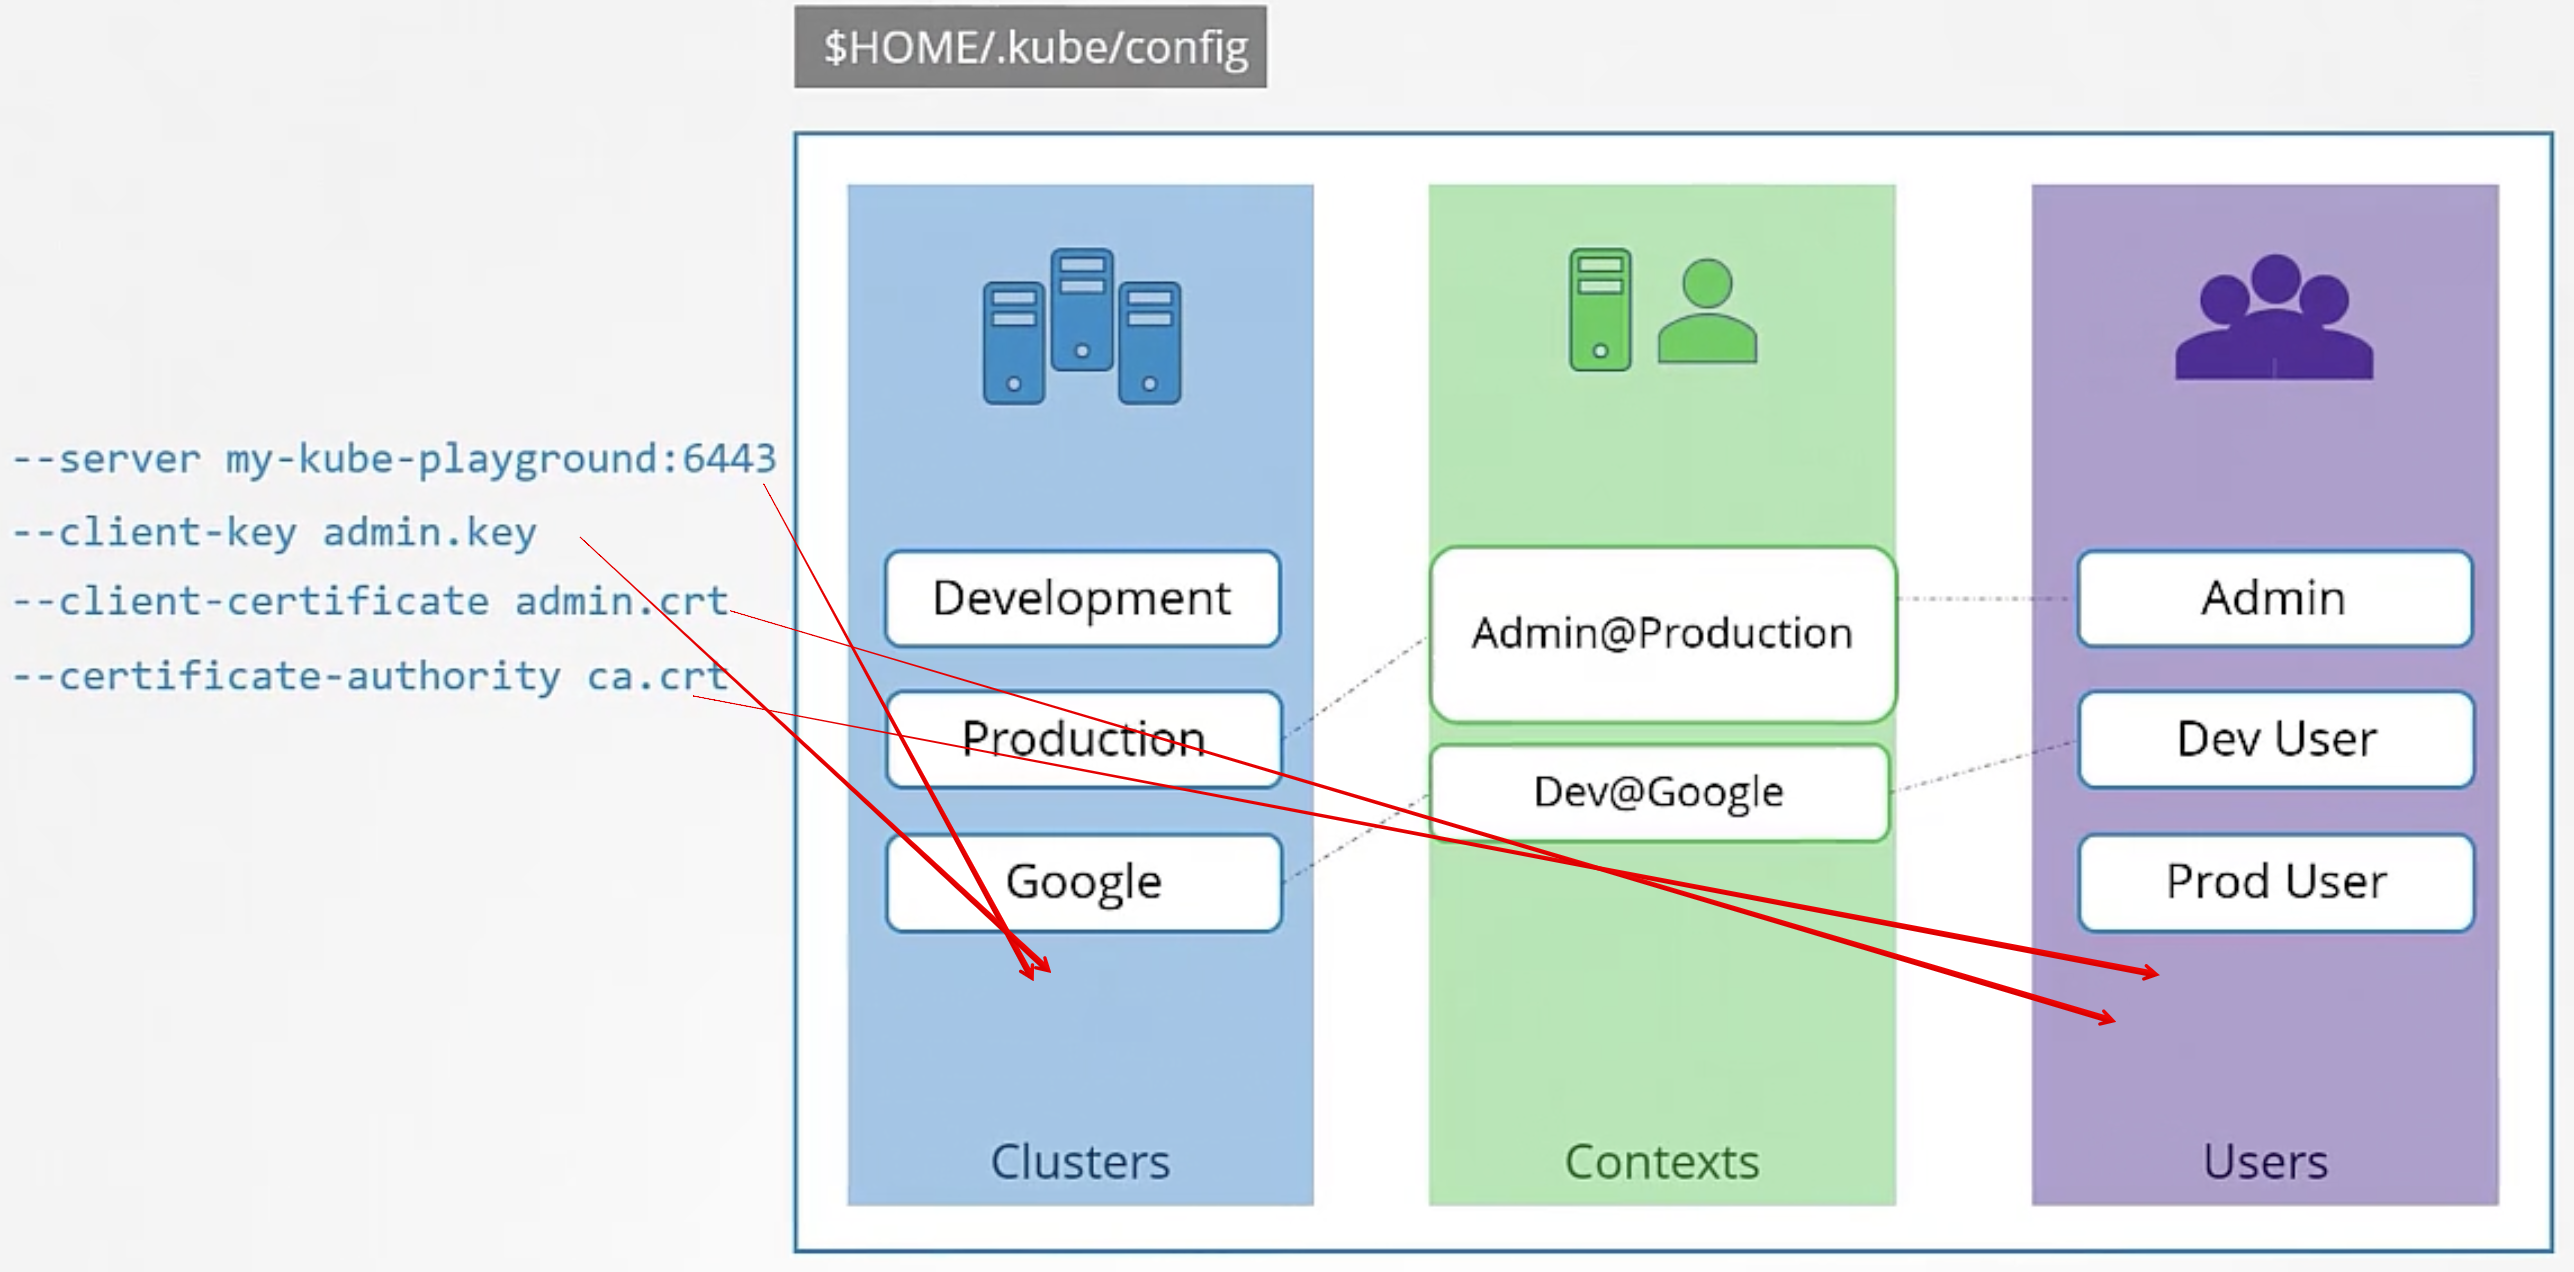 $HOME/.kube/config
--server my-kube-playground:6443
--client-key admin.key
--client-certificate admin.crt
--certificate-authority ca.crt
Development
Production
Google
Clusters
Admin@Production
Dev@Google
Contexts
Admin
Dev User
Prod User
Users